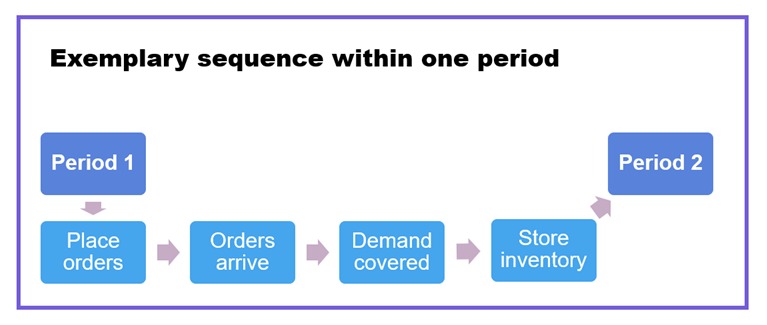 Exemplary sequence within one period
Period 1
Period 2
Place
orders
Orders
arrive
Demand
covered
Store
inventory